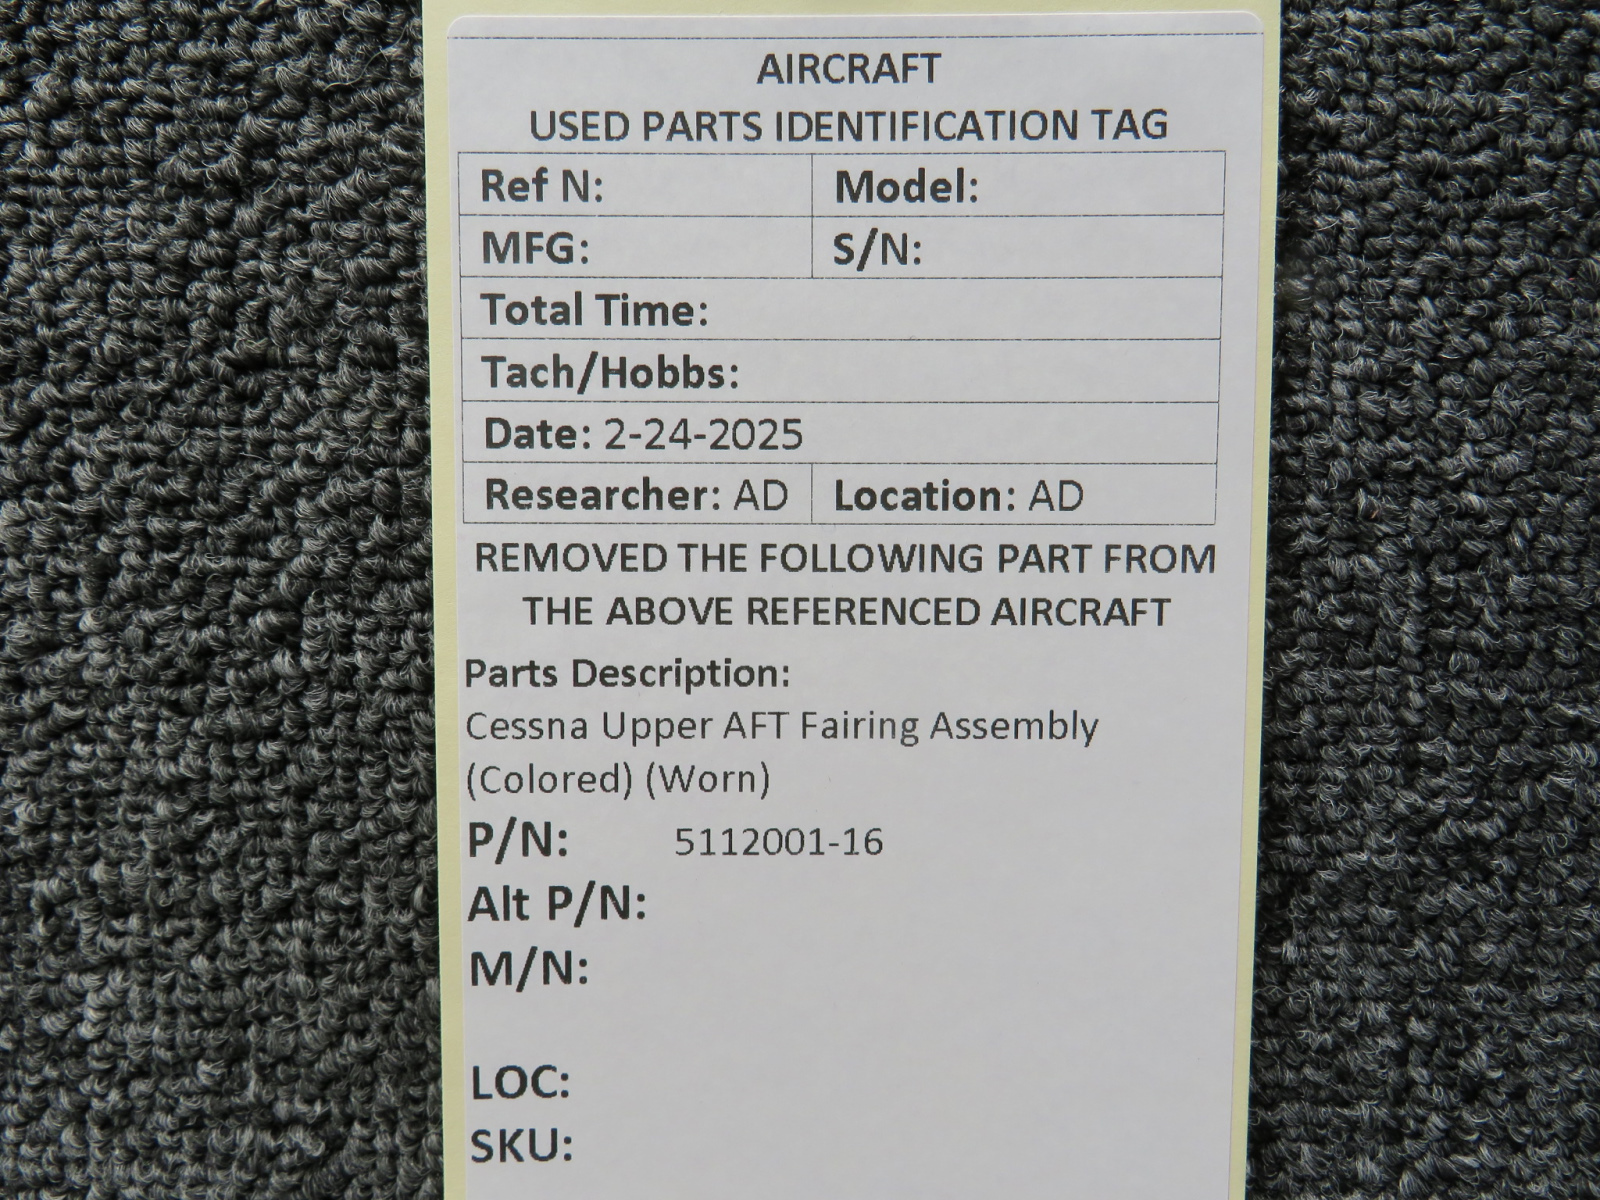 AIRCRAFT
USED PARTS IDENTIFICATION TAG
Ref N: Model:
MFG: S/N:
Total Time:
Tach/Hobbs:
Date: 2-24-2025
Researcher: AD Location: AD
REMOVED THE FOLLOWING PART FROM
THE ABOVE REFERENCED AIRCRAFT
Parts Description:
Cessna Upper AFT Fairing Assembly
(Colored) (Worn)
P/N: 5112001-16
Alt P/N:
M/N:
LOC:
SKU: